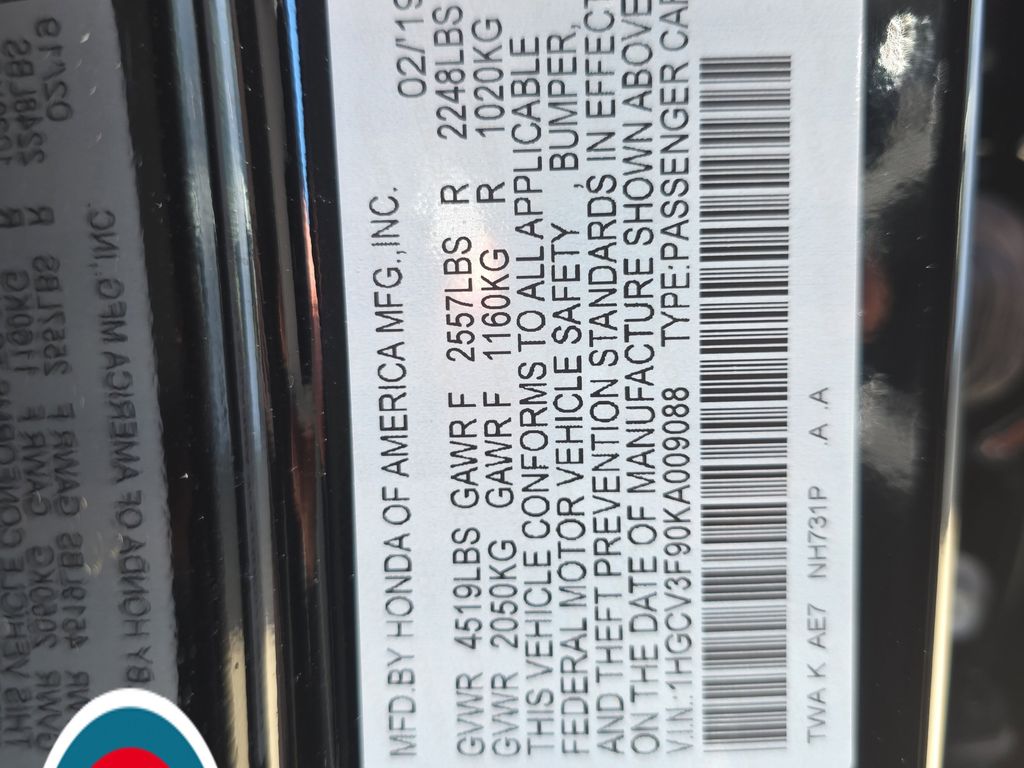 MFD.BY HONDA OF AMERICA MFG.,INC. 02/'19
GVWR 4519LBS GAWR F 2557LBS R 2248LBS
GVWR 2050KG GAWR F 1160KG R 1020KG
THIS VEHICLE CONFORMS TO ALL APPLICABLE
FEDERAL MOTOR VEHICLE SAFETY, BUMPER,
AND THEFT PREVENTION STANDARDS IN EFFECT
ON THE DATE OF MANUFACTURE SHOWN ABOVE
V.I.N.:1HGCV3F90KA009088 TYPE:PASSENGER CAR
TWA K AE7 NH731P .A .A